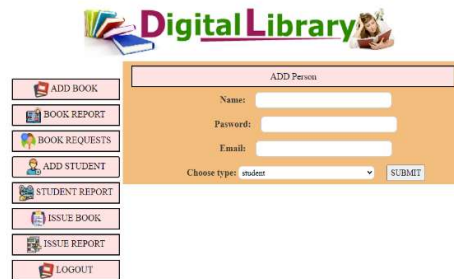 Digital Library
ADD Person
ADD BOOK
Name:
BOOK REPORT
Pasword:
BOOK REQUESTS
Email:
ADD STUDENT
Choose type: student SUBMIT
STUDENT REPORT
ISSUE BOOK
ISSUE REPORT
LOGOUT